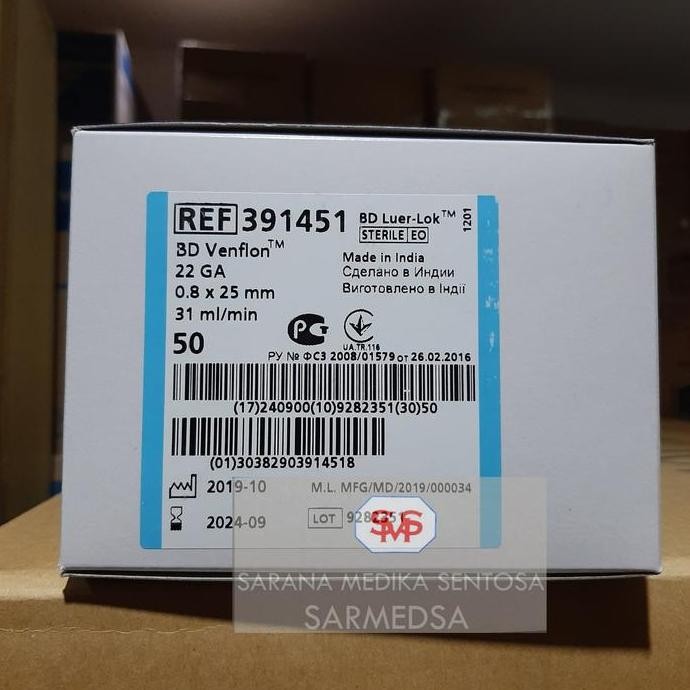 REF 391451 BD Luer-Lok™
STERILE EO
1201
BD Venflon™
22 GA
0.8 x 25 mm
31 ml/min
50
Made in India
Сделано в Индии
Виготовлено в Індії
РСТ
UA.TR.116
РУ № ФСЗ 2008/01579 от 26.02.2016
(17)240900(10)9282351(30)50
(01)30382903914518
2019-10 M.L. MFG/MD/2019/000034
2024-09 LOT 9282351
SMS
SARANA MEDIKA SENTOSA
SARMEDSA